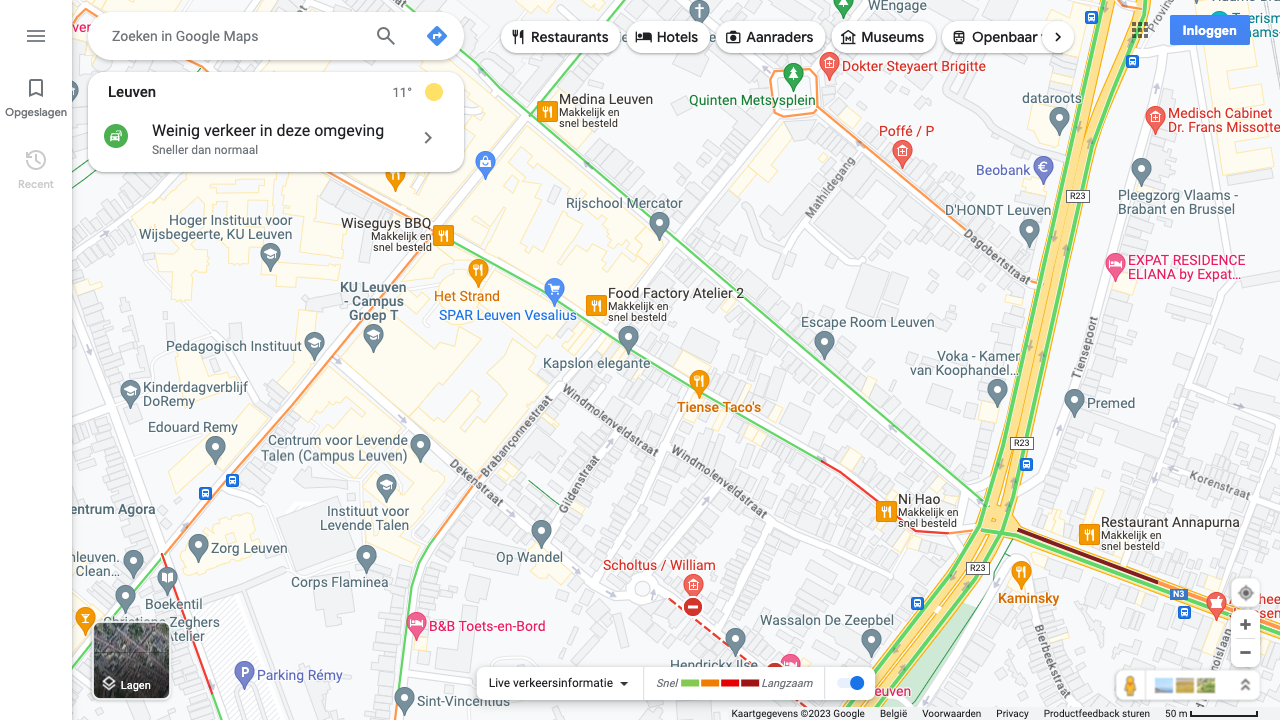 Zoeken in Google Maps
Restaurants
Hotels
Aanraders
Museums
Openbaar
Inloggen
Opgeslagen
Recent
Leuven
11°
Weinig verkeer in deze omgeving
Sneller dan normaal
WEngage
Dokter Steyaert Brigitte
Quinten Metsysplein
Medina Leuven
Makkelijk en
snel besteld
dataroots
Medisch Cabinet
Dr. Frans Missotte
Poffé / P
Beobank
Mathildegang
R23
Pleegzorg Vlaams -
Brabant en Brussel
Rijschool Mercator
D'HONDT Leuven
Hoger Instituut voor
Wijsbegeerte, KU Leuven
Wiseguys BBQ
Makkelijk en
snel besteld
Dagobertstraat
EXPAT RESIDENCE
ELIANA by Expat...
KU Leuven
- Campus
Groep T
Het Strand
SPAR Leuven Vesalius
Food Factory Atelier 2
Makkelijk en
snel besteld
Escape Room Leuven
Pedagogisch Instituut
Kapslon elegante
Voka - Kamer
van Koophandel...
Tiensepoort
Kinderdagverblijf
DoRemy
Tiense Taco's
Premed
Edouard Remy
Centrum voor Levende
Talen (Campus Leuven)
Brabançonnestraat
Windmolenveldstraat
Windmolenveldstraat
R23
Dekenstraat
Gildenstraat
Korenstraat
entrum Agora
Instituut voor
Levende Talen
Ni Hao
Makkelijk en
snel besteld
Restaurant Annapurna
Makkelijk en
snel besteld
Zorg Leuven
Op Wandel
hleuven.
Clean...
Corps Flaminea
Scholtus / William
R23
Kaminsky
N3
Boekentil
Christiane Zeghers
Atelier
B&B Toets-en-Bord
Wassalon De Zeepbel
Bierbeekstraat
Hendrickx Ilse
Parking Rémy
Sint-Vincentius
Lagen
Live verkeersinformatie
Snel
Langzaam
euven
Kaartgegevens ©2023 Google
België
Voorwaarden
Privacy
Productfeedback sturen
50 m